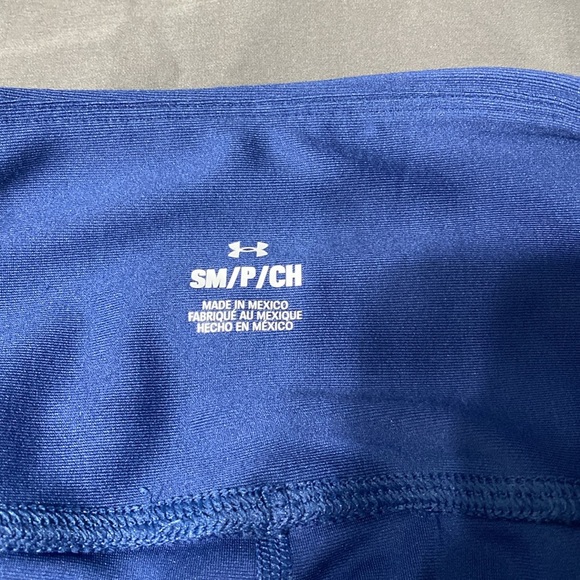 SM/P/CH
MADE IN MEXICO
FABRIQUÉ AU MEXIQUE
HECHO EN MÉXICO